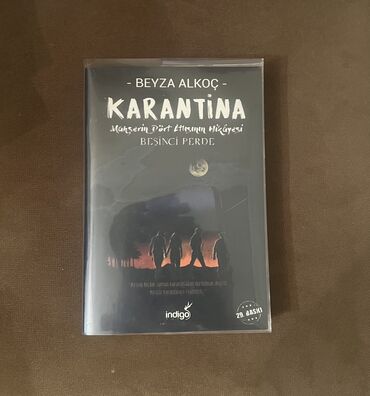 - BEYZA ALKOÇ -
KARANTİNA
Mahşerin Dört Atlısının Hikâyesi
BEŞİNCİ PERDE
indigo
29. BASKI